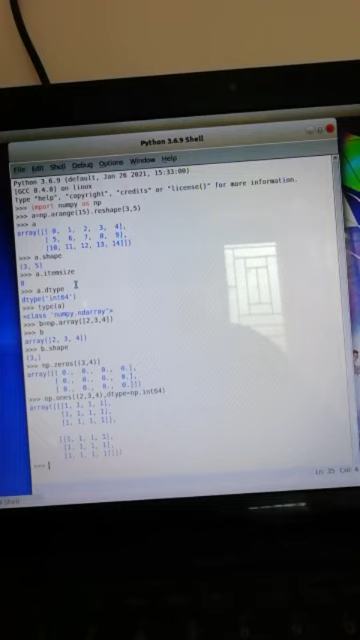 Python 3.6.9 Shell
File Edit Shell Debug Options Window Help
Python 3.6.9 (default, Jan 26 2021, 15:33:00)
[GCC 8.4.0] on linux
Type "help", "copyright", "credits" or "license()" for more information.
>>> import numpy as np
>>> a=np.arange(15).reshape(3,5)
>>> a
array([[ 0, 1, 2, 3, 4],
[ 5, 6, 7, 8, 9],
[10, 11, 12, 13, 14]])
>>> a.shape
(3, 5)
>>> a.itemsize
8
>>> a.dtype
dtype('int64')
>>> type(a)
<class 'numpy.ndarray'>
>>> b=np.array([2,3,4])
>>> b
array([2, 3, 4])
>>> b.shape
(3,)
>>> np.zeros((3,4))
array([[ 0., 0., 0., 0.],
[ 0., 0., 0., 0.],
[ 0., 0., 0., 0.]])
>>> np.ones((2,3,4),dtype=np.int64)
array([[[1, 1, 1, 1],
[1, 1, 1, 1],
[1, 1, 1, 1]],
[[1, 1, 1, 1],
[1, 1, 1, 1],
[1, 1, 1, 1]]])
>>>
Ln: 35 Col: 4
Shell